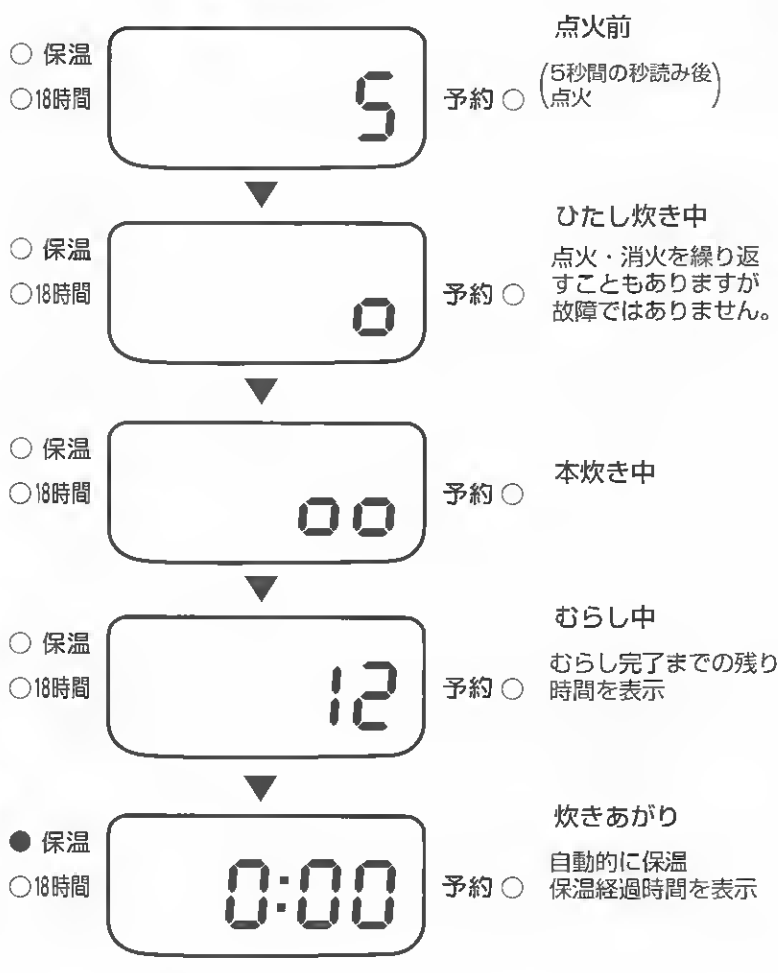 点火前
○ 保温
5
(5秒間の秒読み後
点火)
○18時間
予約 ○
▼
ひたし炊き中
○ 保温
点火・消火を繰り返
○18時間
o
予約 ○
すこともありますが
故障ではありません。
▼
○ 保温
本炊き中
○18時間
oo
予約 ○
▼
むらし中
○ 保温
むらし完了までの残り
○18時間
12
予約 ○
時間を表示
▼
炊きあがり
● 保温
自動的に保温
○18時間
0:00
予約 ○
保温経過時間を表示